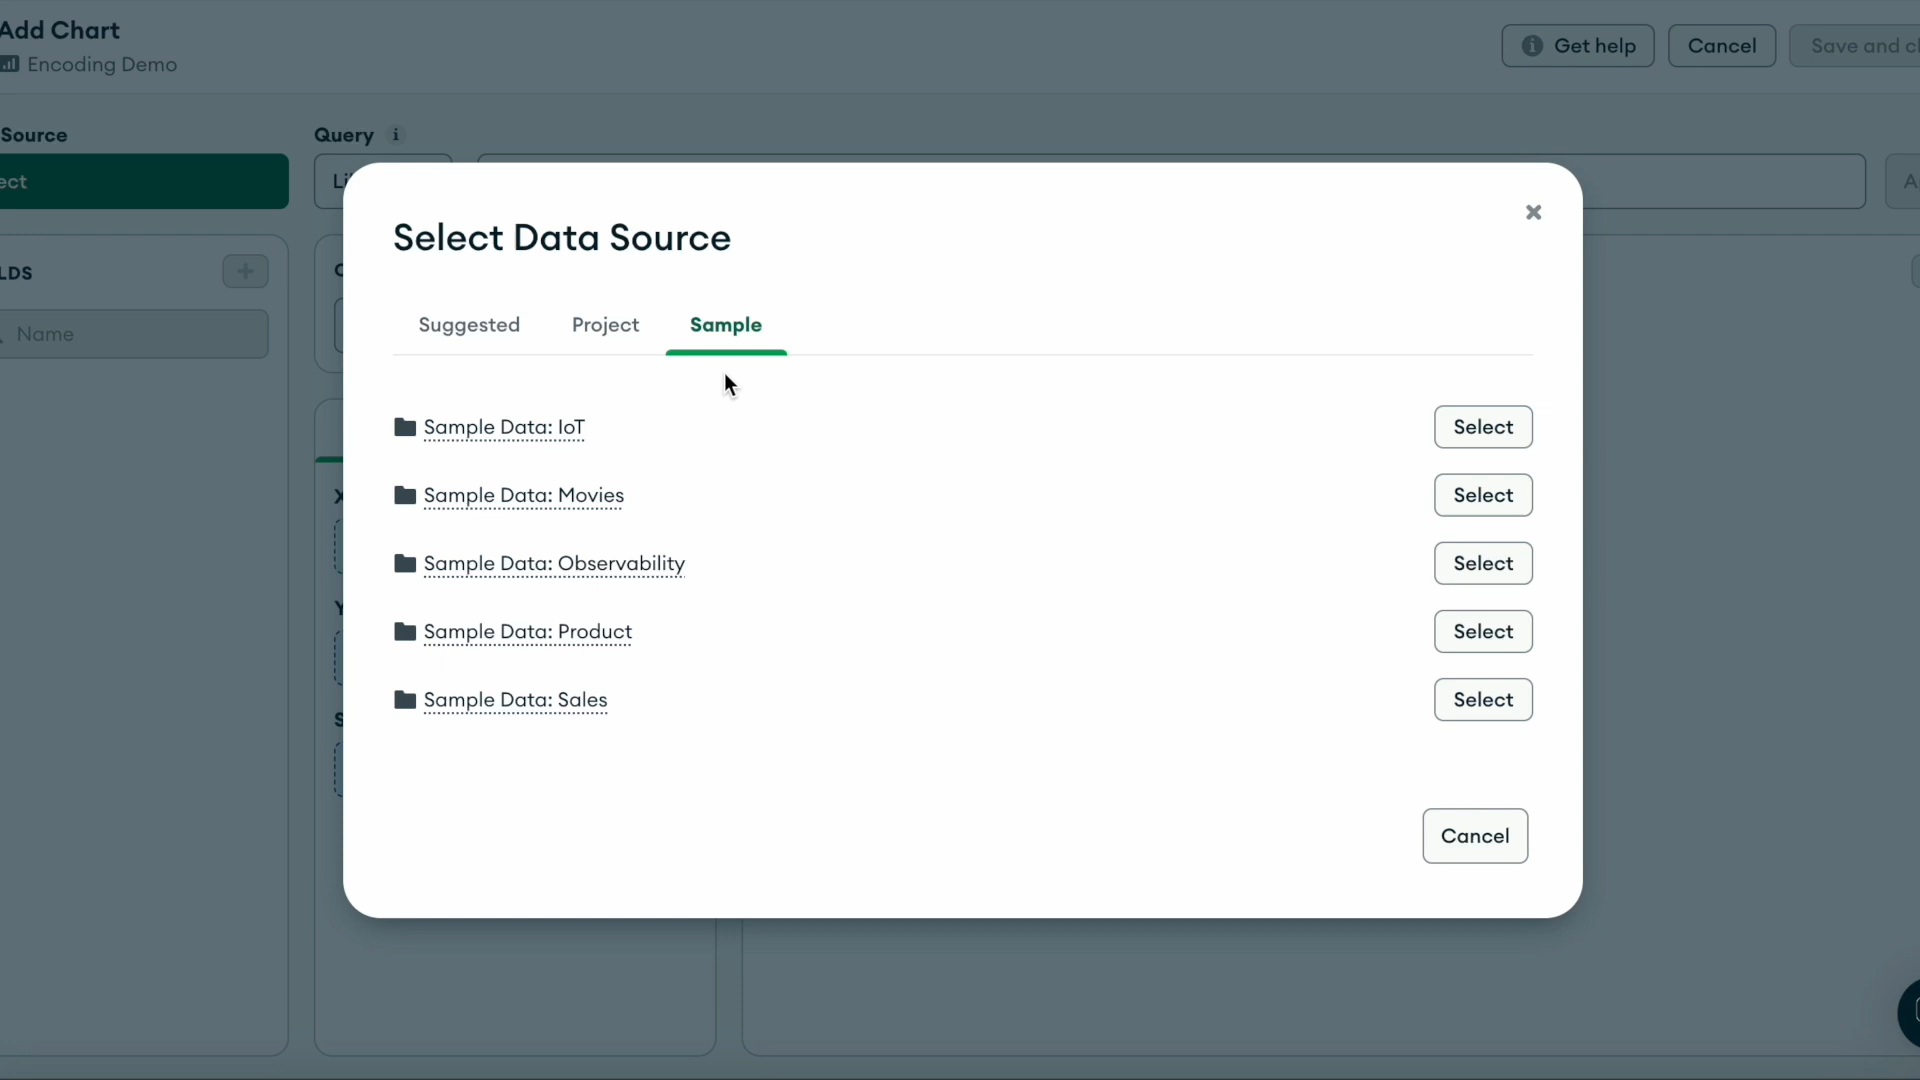 Add Chart
Encoding Demo
Get help
Cancel
Save and cl
Source
Query
ect
Li
LDS
Name
Select Data Source
Suggested
Project
Sample
Sample Data: IoT
Select
Sample Data: Movies
Select
Sample Data: Observability
Select
Sample Data: Product
Select
Sample Data: Sales
Select
Cancel